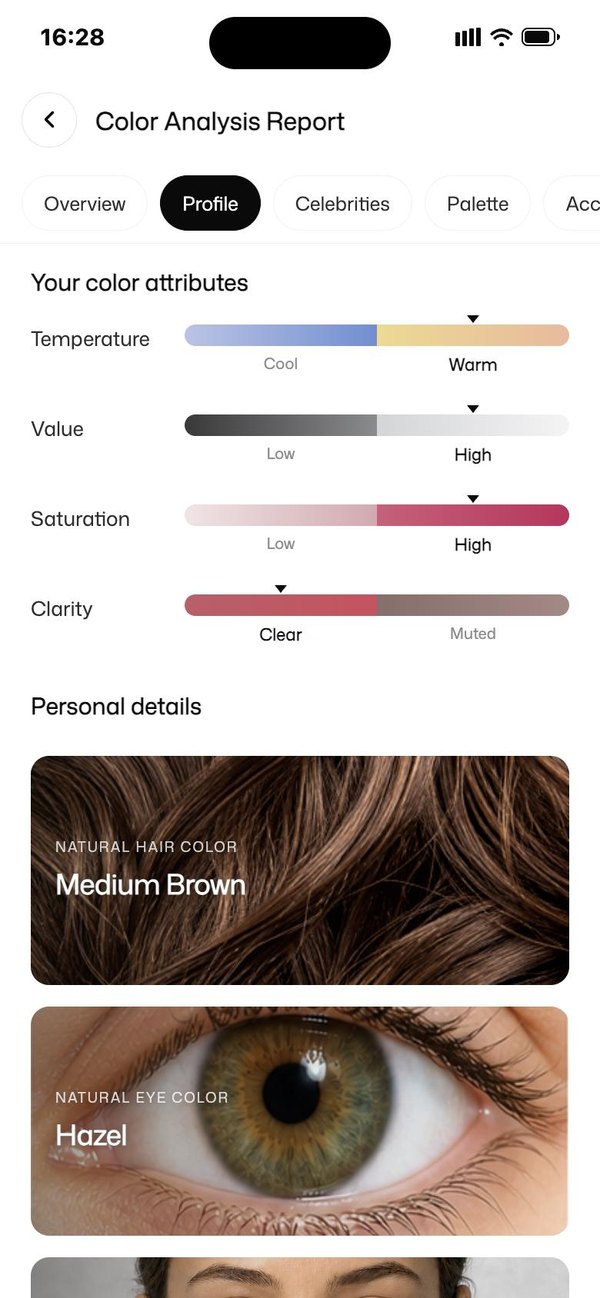 16:28
Color Analysis Report
Overview
Profile
Celebrities
Palette
Acc
Your color attributes
Temperature
Cool
Warm
Value
Low
High
Saturation
Low
High
Clarity
Clear
Muted
Personal details
NATURAL HAIR COLOR
Medium Brown
NATURAL EYE COLOR
Hazel